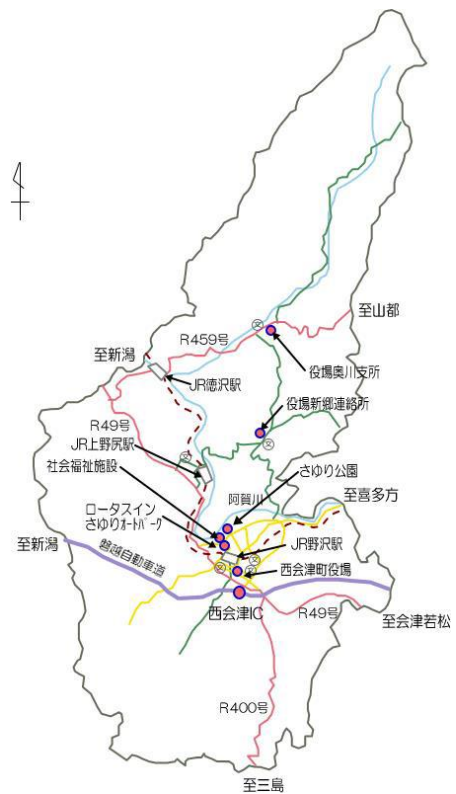 至山都
R459号
㊛
至新潟
役場奥川支所
JR徳沢駅
役場新郷連絡所
R49号
JR上野尻駅
さゆり公園
社会福祉施設
至喜多方
阿賀川
ロータスイン
さゆりオートパーク
JR野沢駅
至新潟
磐越自動車道
西会津町役場
西会津IC
R49号
至会津若松
R400号
至三島